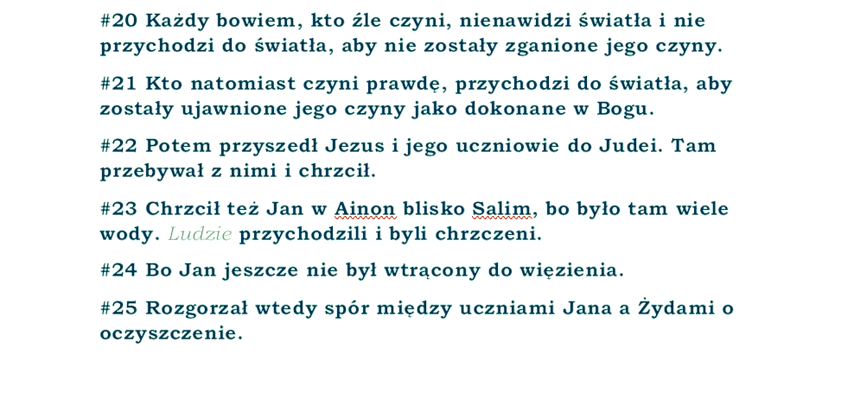 #20 Każdy bowiem, kto źle czyni, nienawidzi światła i nie
przychodzi do światła, aby nie zostały zganione jego czyny.
#21 Kto natomiast czyni prawdę, przychodzi do światła, aby
zostały ujawnione jego czyny jako dokonane w Bogu.
#22 Potem przyszedł Jezus i jego uczniowie do Judei. Tam
przebywał z nimi i chrzcił.
#23 Chrzcił też Jan w Ainon blisko Salim, bo było tam wiele
wody. Ludzie przychodzili i byli chrzczeni.
#24 Bo Jan jeszcze nie był wtrącony do więzienia.
#25 Rozgorzał wtedy spór między uczniami Jana a Żydami o
oczyszczenie.